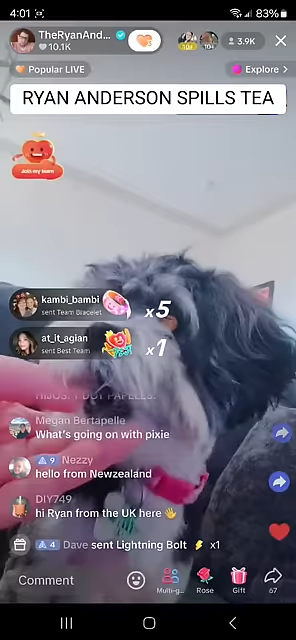 4:01
83%
TheRyanAnd...
10.1K
3.9K
Popular LIVE
Explore >
RYAN ANDERSON SPILLS TEA
Join my team
kambi_bambi
sent Team Bracelet
x5
at_it_agian
sent Best Team
x1
HIJOS. Y DOY PAPELES.
Megan Bertapelle
What's going on with pixie
9 Nezzy
hello from Newzealand
DIY749
hi Ryan from the UK here 👋
4 Dave sent Lightning Bolt ⚡ x1
Comment
Multi-g...
Rose
Gift
67